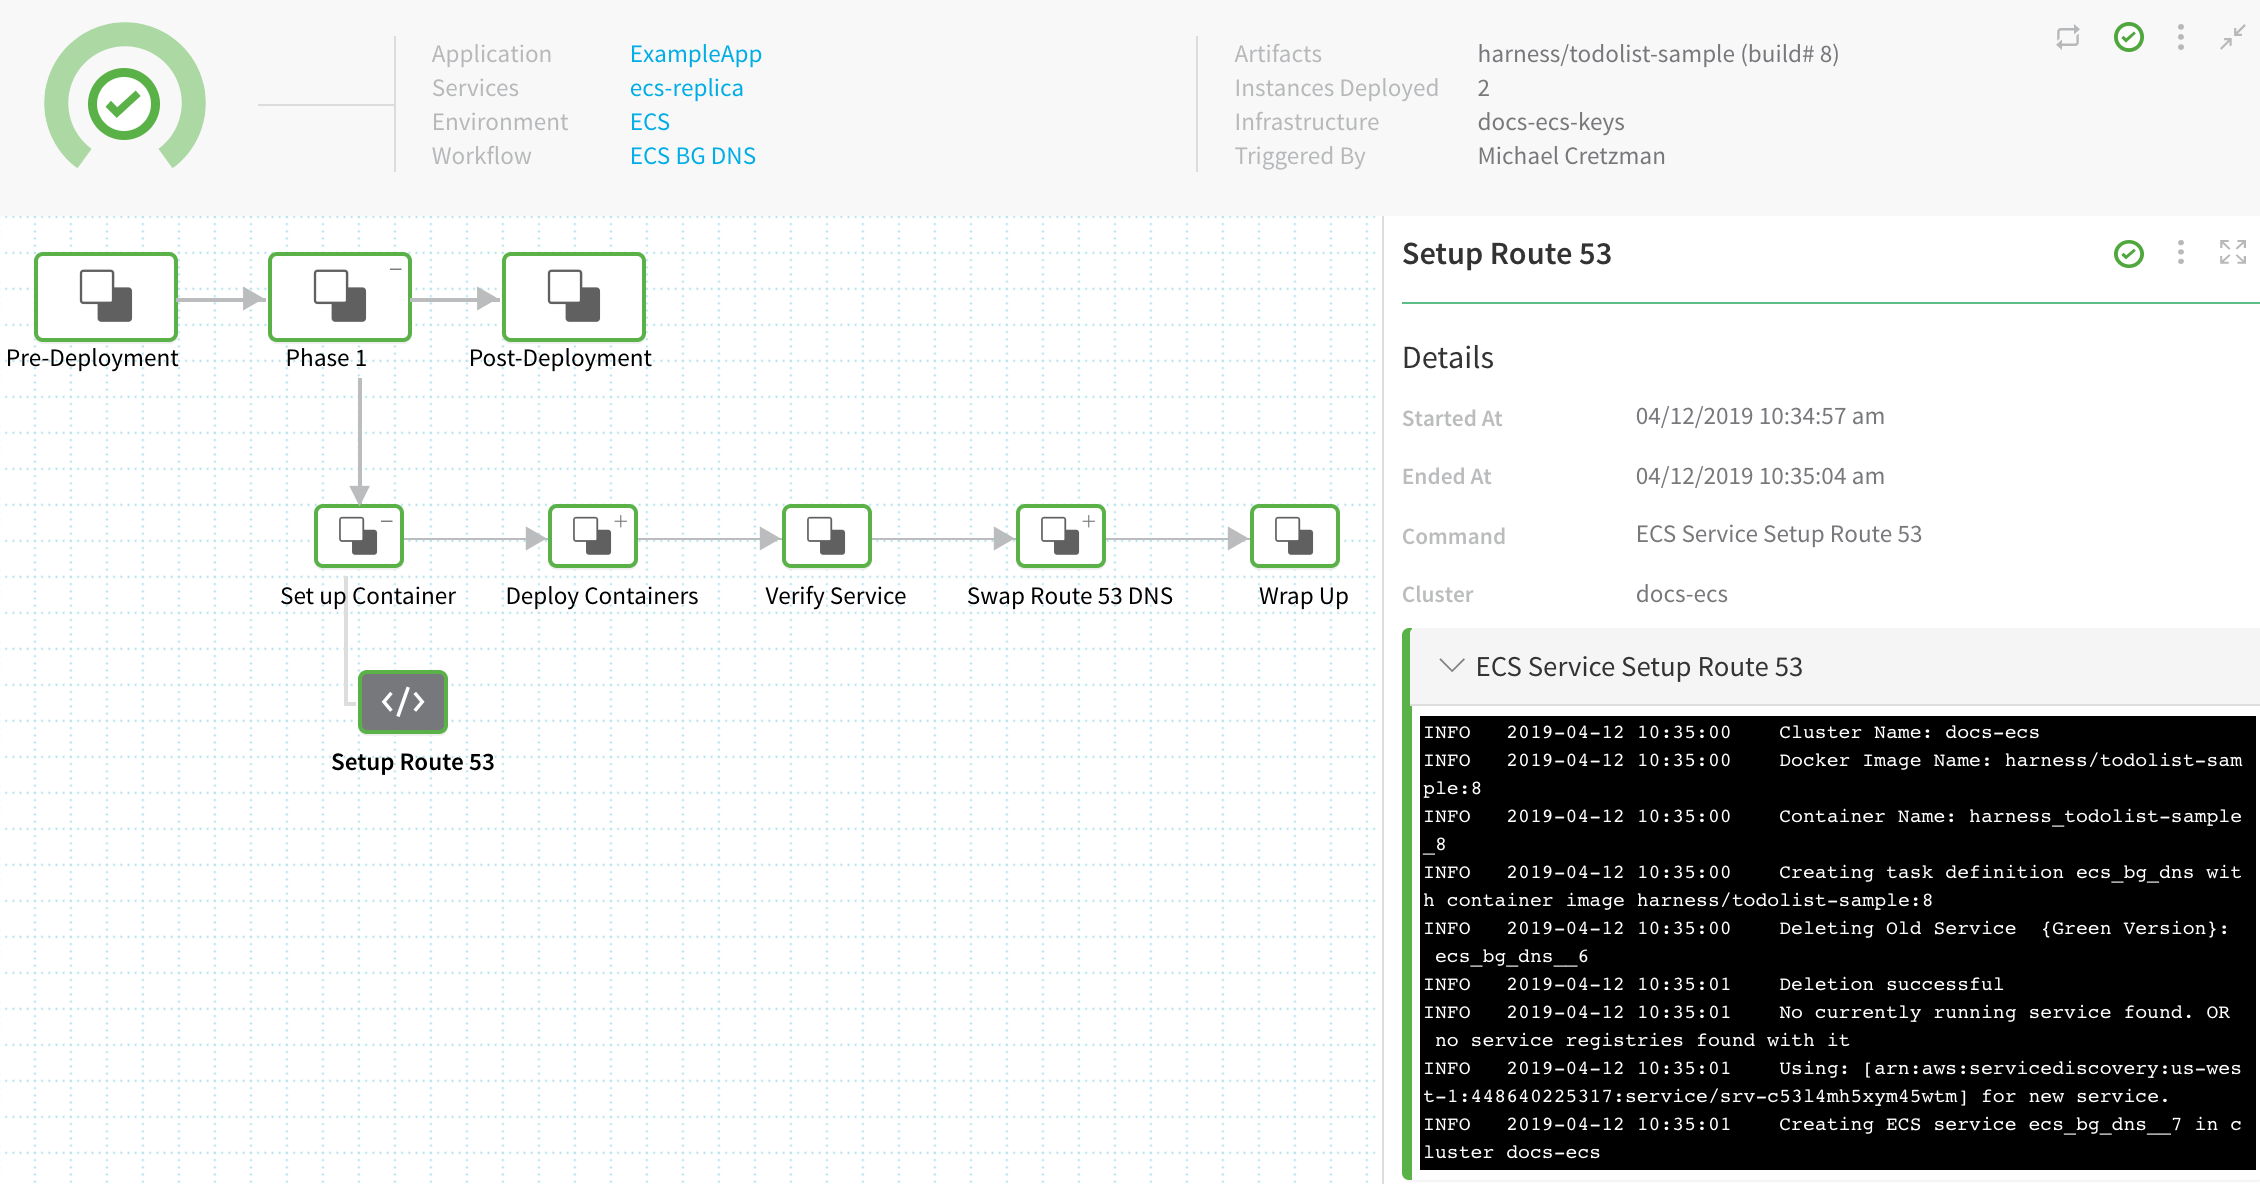 Application ExampleApp
Services ecs-replica
Environment ECS
Workflow ECS BG DNS
Artifacts harness/todolist-sample (build# 8)
Instances Deployed 2
Infrastructure docs-ecs-keys
Triggered By Michael Cretzman
Pre-Deployment
Phase 1
Post-Deployment
Set up Container
Deploy Containers
Verify Service
Swap Route 53 DNS
Wrap Up
</>
Setup Route 53
Setup Route 53
Details
Started At 04/12/2019 10:34:57 am
Ended At 04/12/2019 10:35:04 am
Command ECS Service Setup Route 53
Cluster docs-ecs
ECS Service Setup Route 53
INFO 2019-04-12 10:35:00 Cluster Name: docs-ecs
INFO 2019-04-12 10:35:00 Docker Image Name: harness/todolist-sam
ple:8
INFO 2019-04-12 10:35:00 Container Name: harness_todolist-sample
_8
INFO 2019-04-12 10:35:00 Creating task definition ecs_bg_dns wit
h container image harness/todolist-sample:8
INFO 2019-04-12 10:35:00 Deleting Old Service {Green Version}:
ecs_bg_dns__6
INFO 2019-04-12 10:35:01 Deletion successful
INFO 2019-04-12 10:35:01 No currently running service found. OR
no service registries found with it
INFO 2019-04-12 10:35:01 Using: [arn:aws:servicediscovery:us-wes
t-1:448640225317:service/srv-c53l4mh5xym45wtm] for new service.
INFO 2019-04-12 10:35:01 Creating ECS service ecs_bg_dns__7 in c
luster docs-ecs